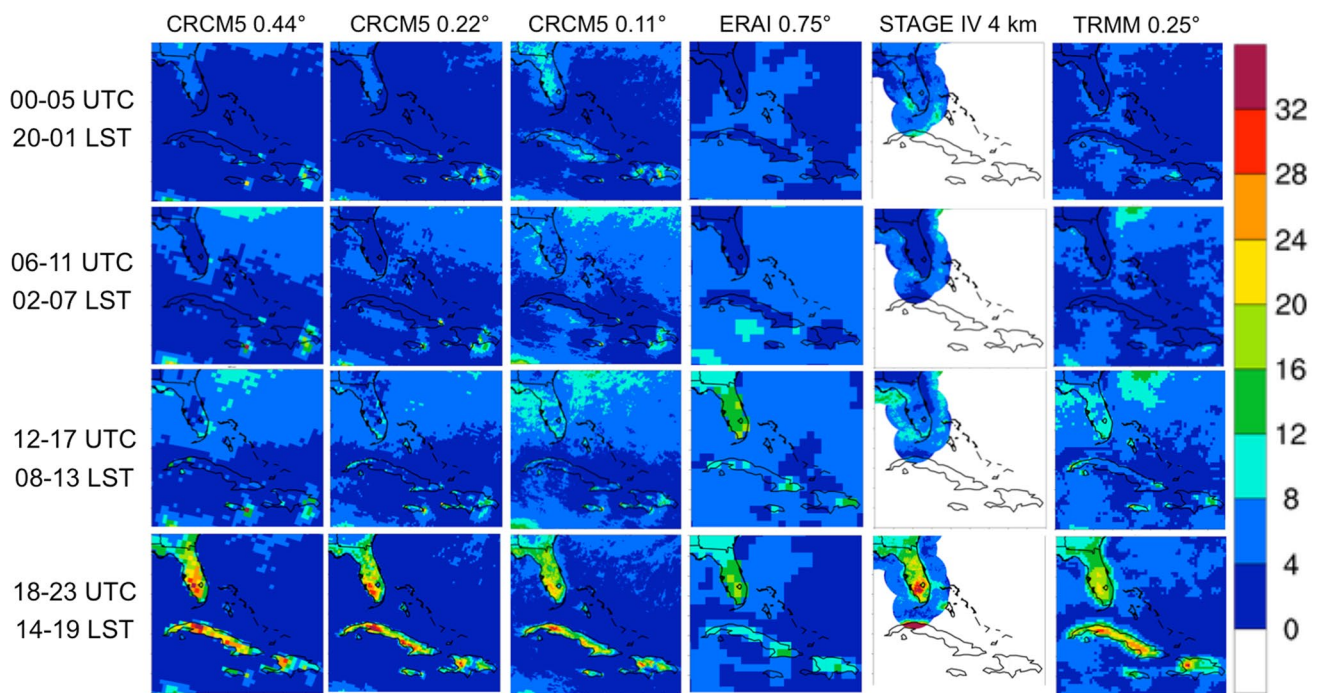 CRCM5 0.44° CRCM5 0.22° CRCM5 0.11° ERAI 0.75° STAGE IV 4 km TRMM 0.25°
00-05 UTC
20-01 LST
06-11 UTC
02-07 LST
12-17 UTC
08-13 LST
18-23 UTC
14-19 LST
32
28
24
20
16
12
8
4
0